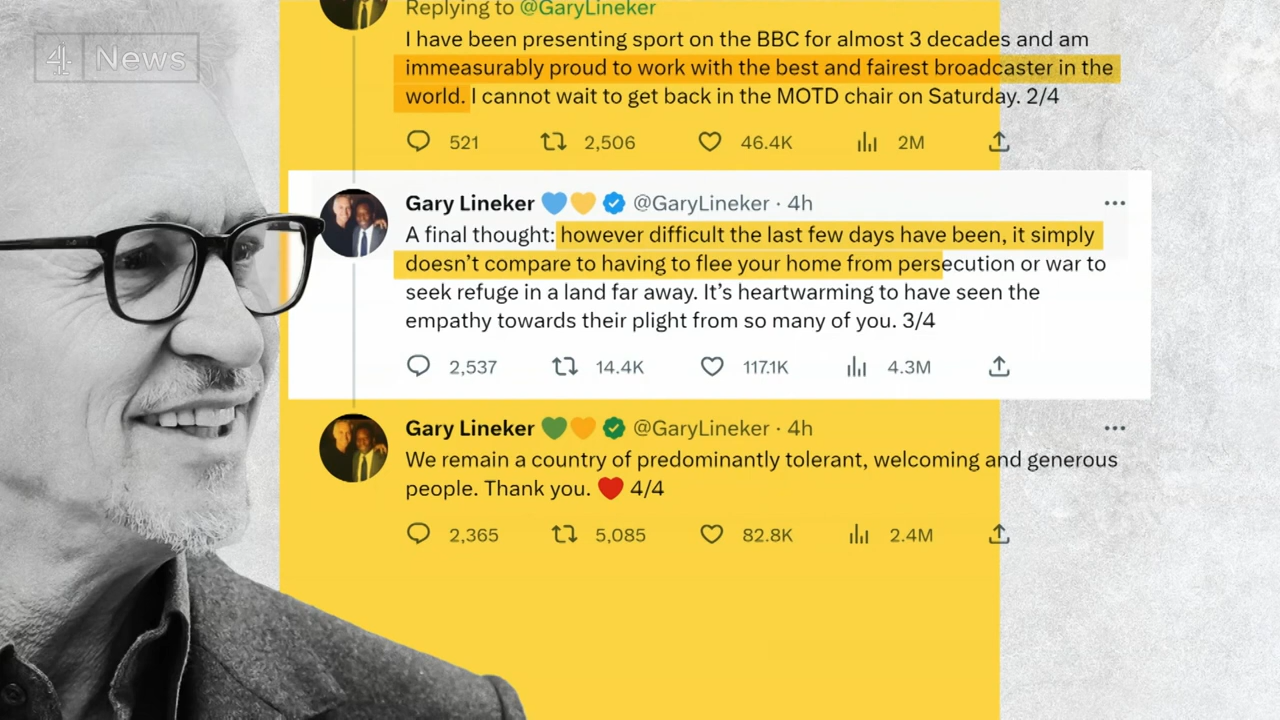 4 News
Replying to @GaryLineker
I have been presenting sport on the BBC for almost 3 decades and am
immeasurably proud to work with the best and fairest broadcaster in the
world. I cannot wait to get back in the MOTD chair on Saturday. 2/4
521 2,506 46.4K 2M
Gary Lineker 💙💛 @GaryLineker · 4h
A final thought: however difficult the last few days have been, it simply
doesn’t compare to having to flee your home from persecution or war to
seek refuge in a land far away. It’s heartwarming to have seen the
empathy towards their plight from so many of you. 3/4
2,537 14.4K 117.1K 4.3M
Gary Lineker 💚🧡 @GaryLineker · 4h
We remain a country of predominantly tolerant, welcoming and generous
people. Thank you. ❤️ 4/4
2,365 5,085 82.8K 2.4M